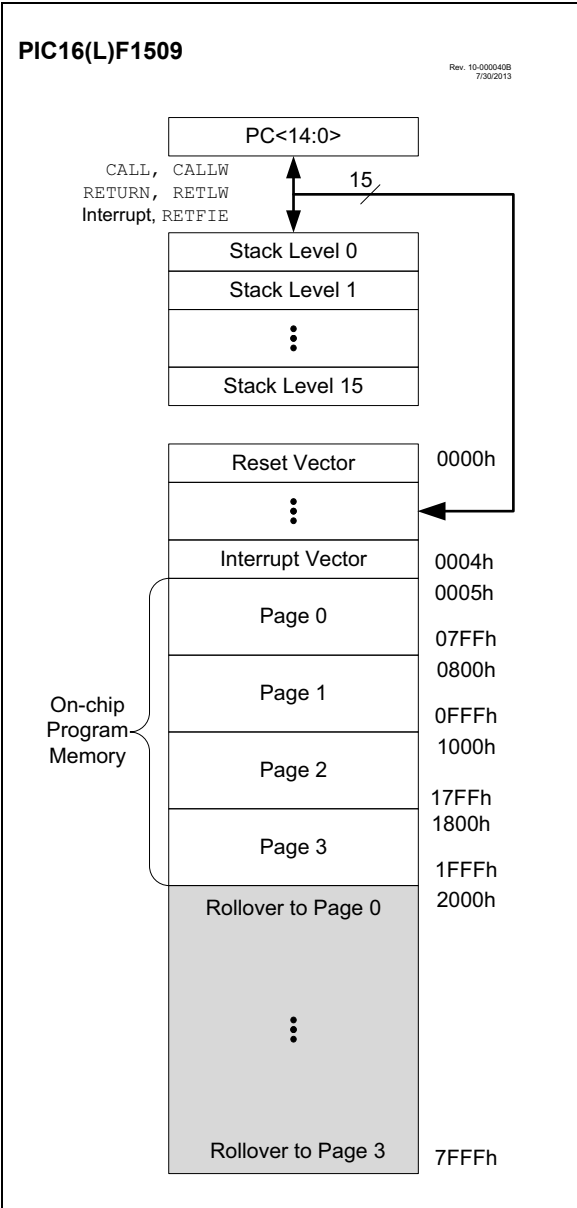 PIC16(L)F1509
Rev. 10-000040B
7/30/2013
PC<14:0>
CALL, CALLW
RETURN, RETLW
Interrupt, RETFIE
15
Stack Level 0
Stack Level 1
Stack Level 15
Reset Vector
0000h
Interrupt Vector
0004h
0005h
Page 0
07FFh
0800h
Page 1
0FFFh
1000h
On-chip
Program
Memory
Page 2
17FFh
1800h
Page 3
1FFFh
2000h
Rollover to Page 0
Rollover to Page 3
7FFFh